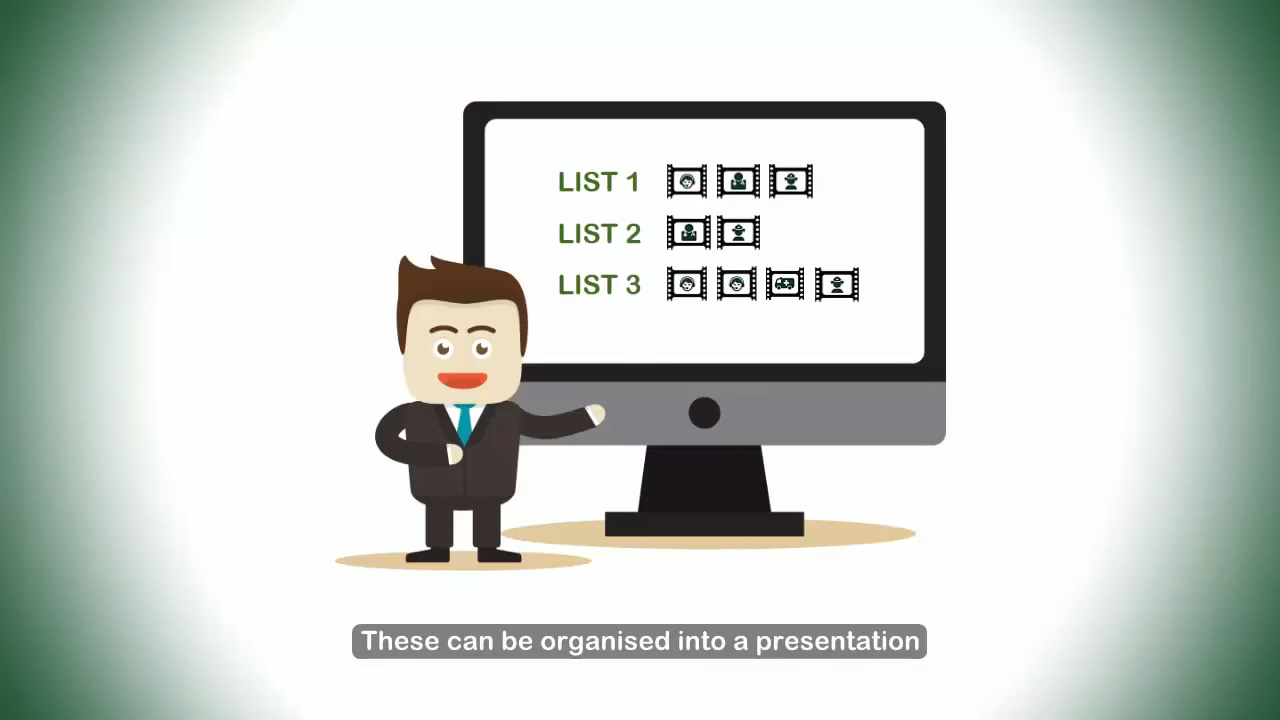 LIST 1
LIST 2
LIST 3
These can be organised into a presentation